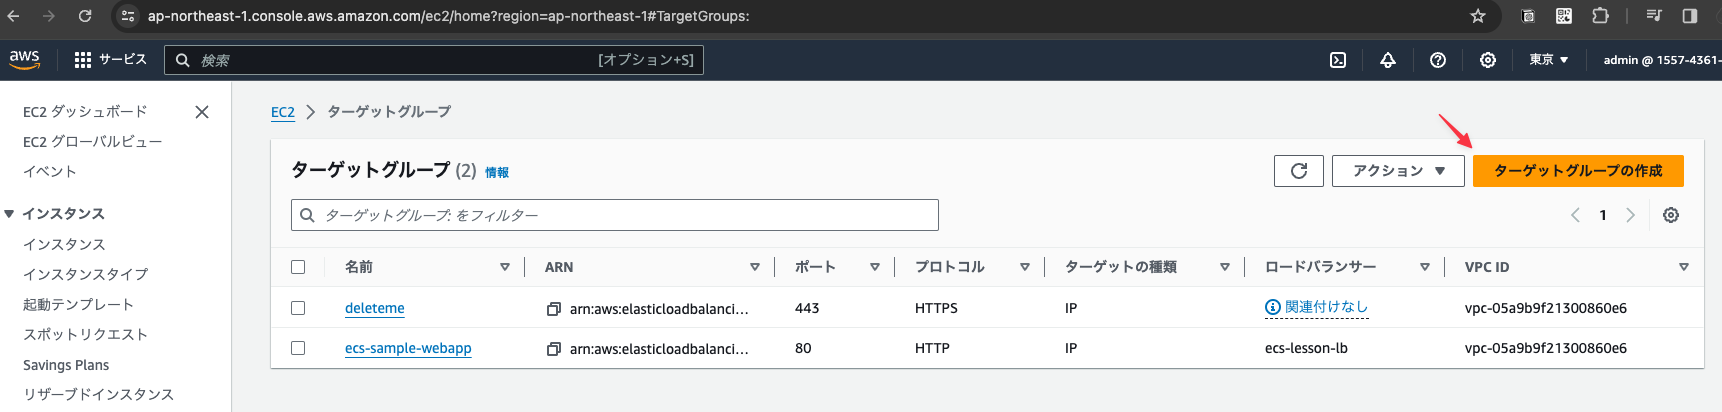 ap-northeast-1.console.aws.amazon.com/ec2/home?region=ap-northeast-1#TargetGroups:
aws サービス 検索 [オプション+S] 東京 admin @ 1557-4361-
EC2 ダッシュボード
EC2 グローバルビュー
イベント
インスタンス
インスタンス
インスタンスタイプ
起動テンプレート
スポットリクエスト
Savings Plans
リザーブドインスタンス
EC2 ターゲットグループ
ターゲットグループ (2) 情報 アクション ターゲットグループの作成
ターゲットグループ: をフィルター 1
名前 ARN ポート プロトコル ターゲットの種類 ロードバランサー VPC ID
deleteme arn:aws:elasticloadbalanci… 443 HTTPS IP 関連付けなし vpc-05a9b9f21300860e6
ecs-sample-webapp arn:aws:elasticloadbalanci… 80 HTTP IP ecs-lesson-lb vpc-05a9b9f21300860e6